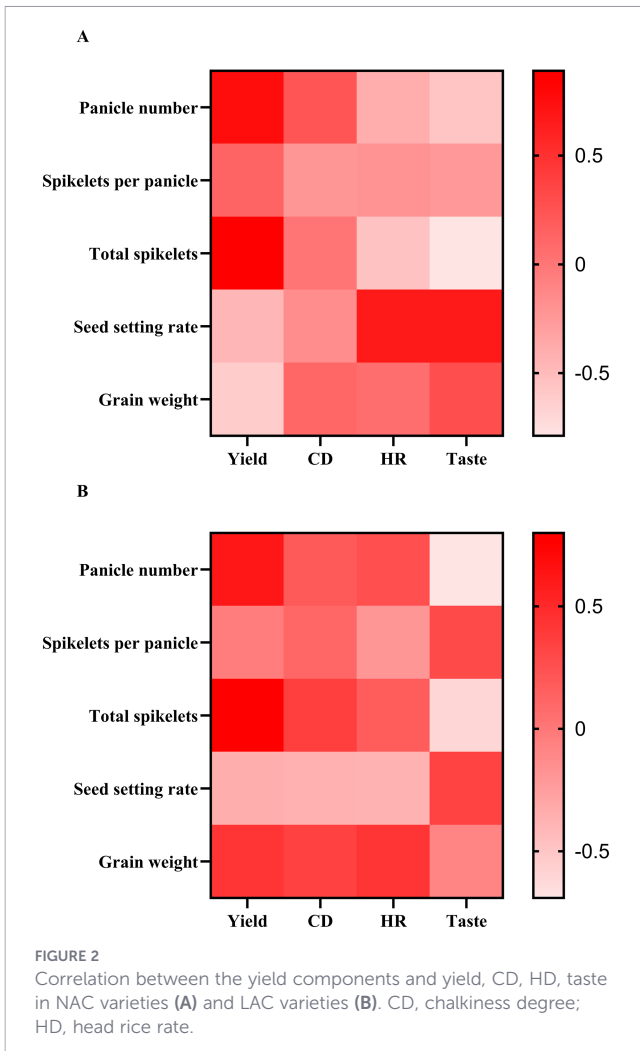 A
Panicle number
Spikelets per panicle
Total spikelets
Seed setting rate
Grain weight
Yield CD HR Taste
0.5
0
-0.5
B
Panicle number
Spikelets per panicle
Total spikelets
Seed setting rate
Grain weight
Yield CD HR Taste
0.5
0
-0.5
FIGURE 2
Correlation between the yield components and yield, CD, HD, taste
in NAC varieties (A) and LAC varieties (B). CD, chalkiness degree;
HD, head rice rate.